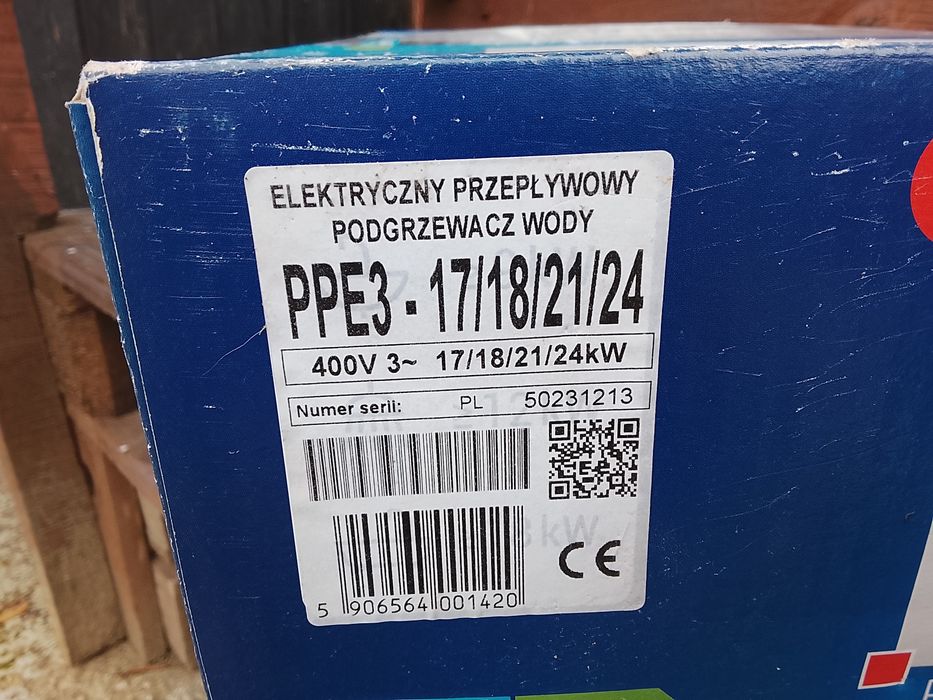 ELEKTRYCZNY PRZEPŁYWOWY
PODGRZEWACZ WODY
PPE3 - 17/18/21/24
400V 3~ 17/18/21/24kW
Numer serii: PL 50231213
CE
5 906564 001420